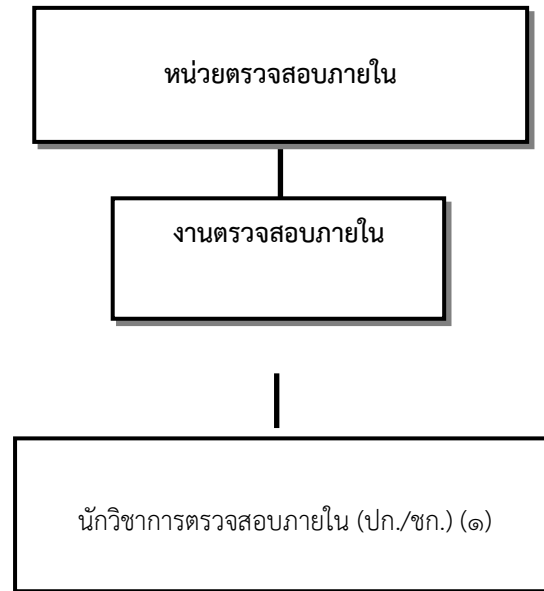 หน่วยตรวจสอบภายใน
งานตรวจสอบภายใน
นักวิชาการตรวจสอบภายใน (ปก./ชก.) (๑)